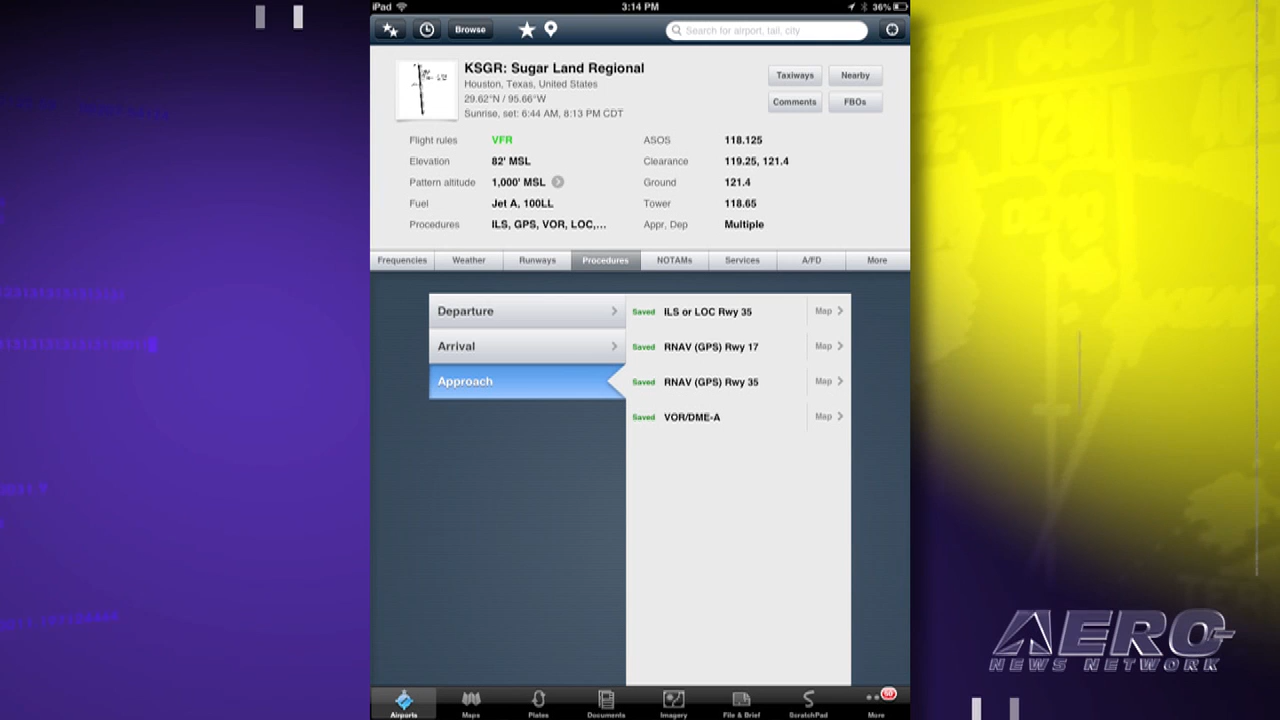 iPad 3:14 PM 36%
Browse Search for airport, tail, city
KSGR: Sugar Land Regional
Houston, Texas, United States
29.62°N / 95.66°W
Sunrise, set: 6:44 AM, 8:13 PM CDT
Taxiways Nearby
Comments FBOs
Flight rules VFR ASOS 118.125
Elevation 82' MSL Clearance 119.25, 121.4
Pattern altitude 1,000' MSL Ground 121.4
Fuel Jet A, 100LL Tower 118.65
Procedures ILS, GPS, VOR, LOC,... Appr, Dep Multiple
Frequencies Weather Runways Procedures NOTAMs Services A/FD More
Departure Saved ILS or LOC Rwy 35 Map
Arrival Saved RNAV (GPS) Rwy 17 Map
Approach Saved RNAV (GPS) Rwy 35 Map
Saved VOR/DME-A Map
AERO-
NEWS NETWORK
Airports Maps Plates Documents Imagery File & Brief ScratchPad More